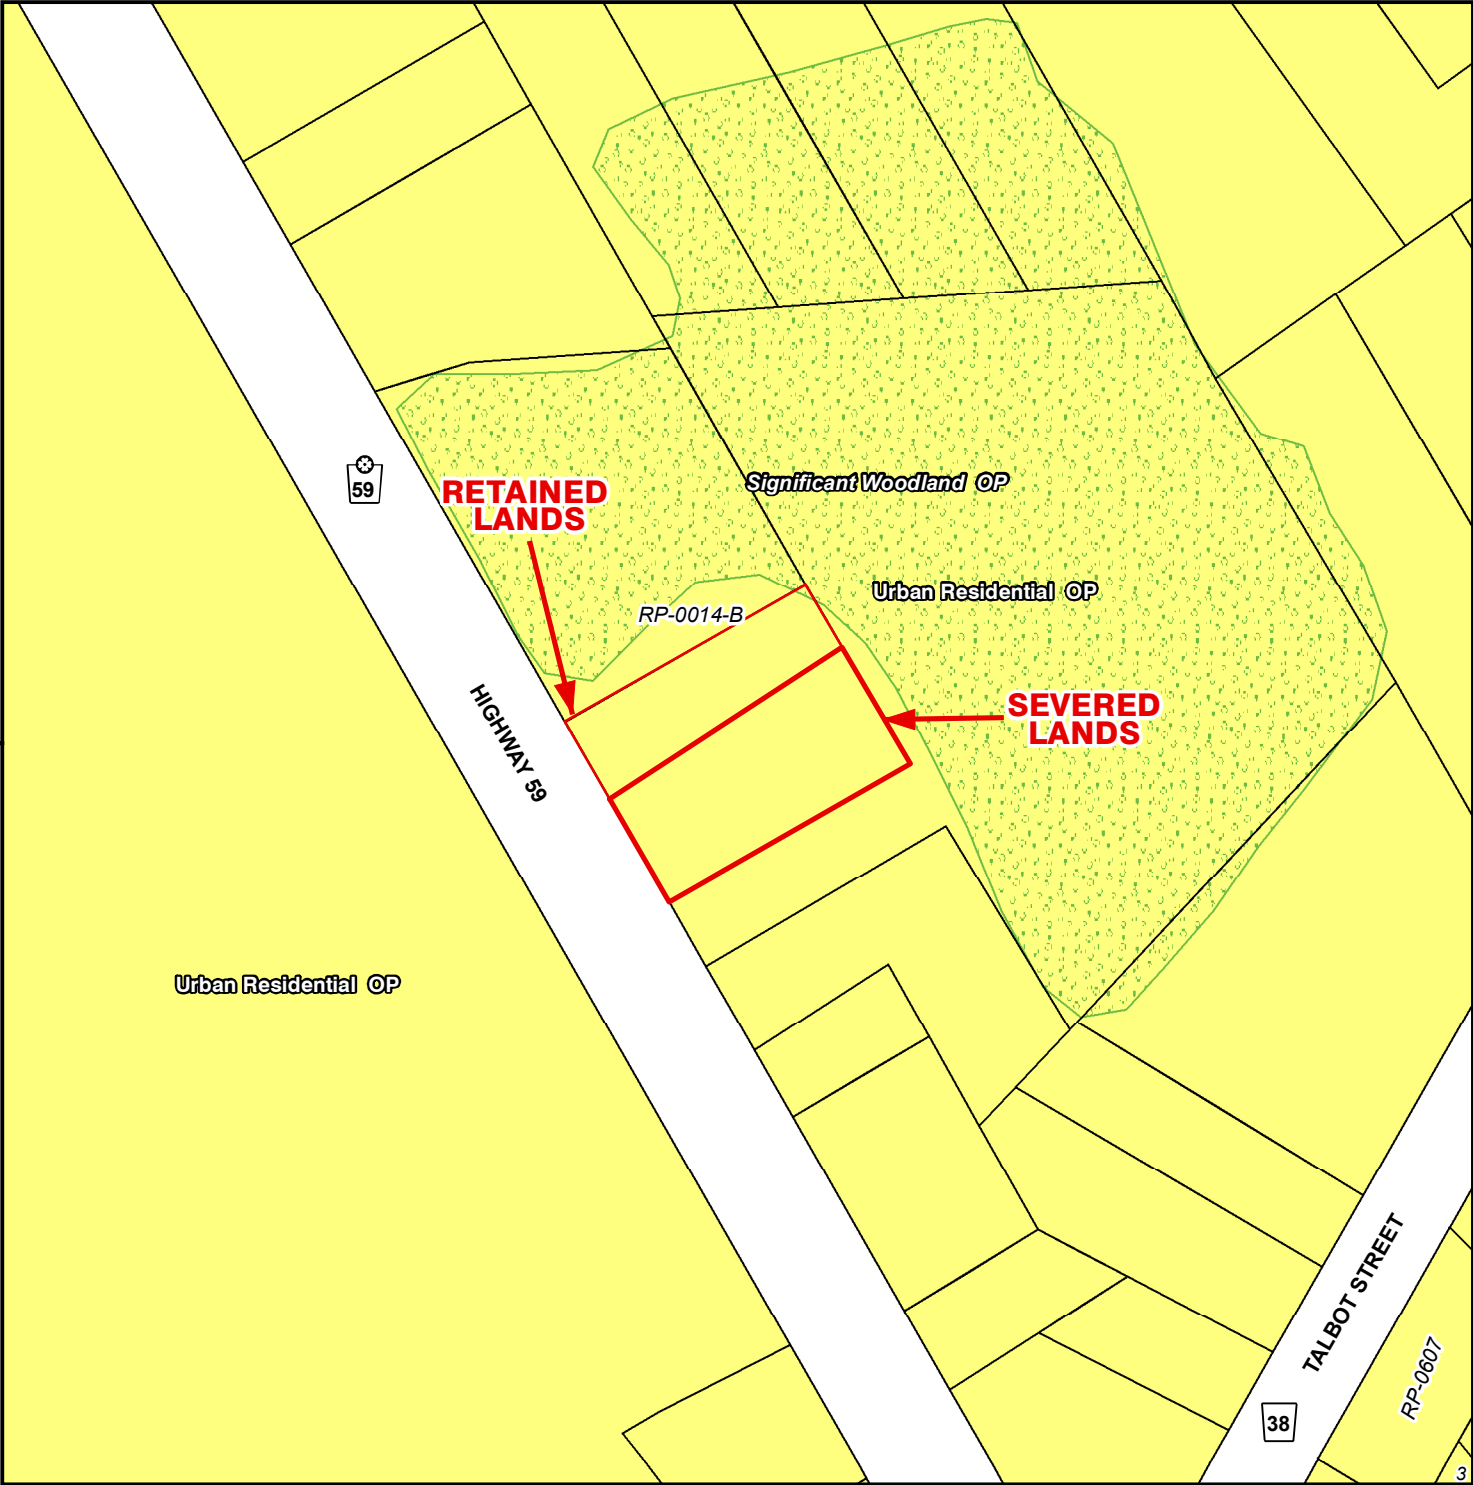 59
RETAINED
LANDS
Significant Woodland OP
Urban Residential OP
RP-0014-B
SEVERED
LANDS
HIGHWAY 59
Urban Residential OP
TALBOT STREET
RP-0607
38
3